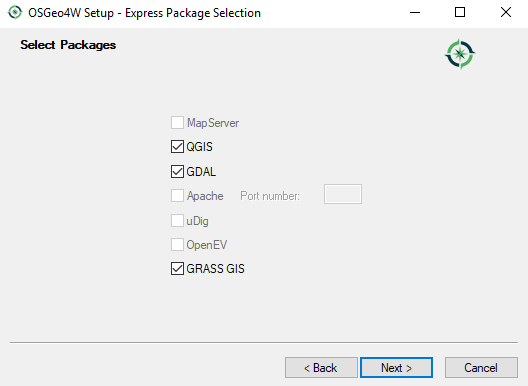 OSGeo4W Setup - Express Package Selection
Select Packages
MapServer
QGIS
GDAL
Apache Port number:
uDig
OpenEV
GRASS GIS
< Back Next > Cancel